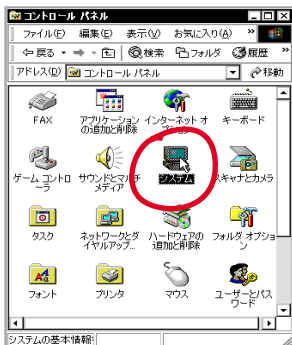 コントロール パネル
ファイル(F) 編集(E) 表示(V) お気に入り(A) »
戻る 検索 フォルダ 履歴 »
アドレス(D) コントロール パネル 移動
FAX
アプリケーション
の追加と削除
インターネット オ
プション
キーボード
ゲーム コントロ
ーラ
サウンドとマルチ
メディア
システム
スキャナとカメラ
タスク
ネットワークとダ
イヤルアップ...
ハードウェアの
追加と削除
フォルダ オプショ
ン
フォント
プリンタ
マウス
ユーザーとパス
ワード
システムの基本情報